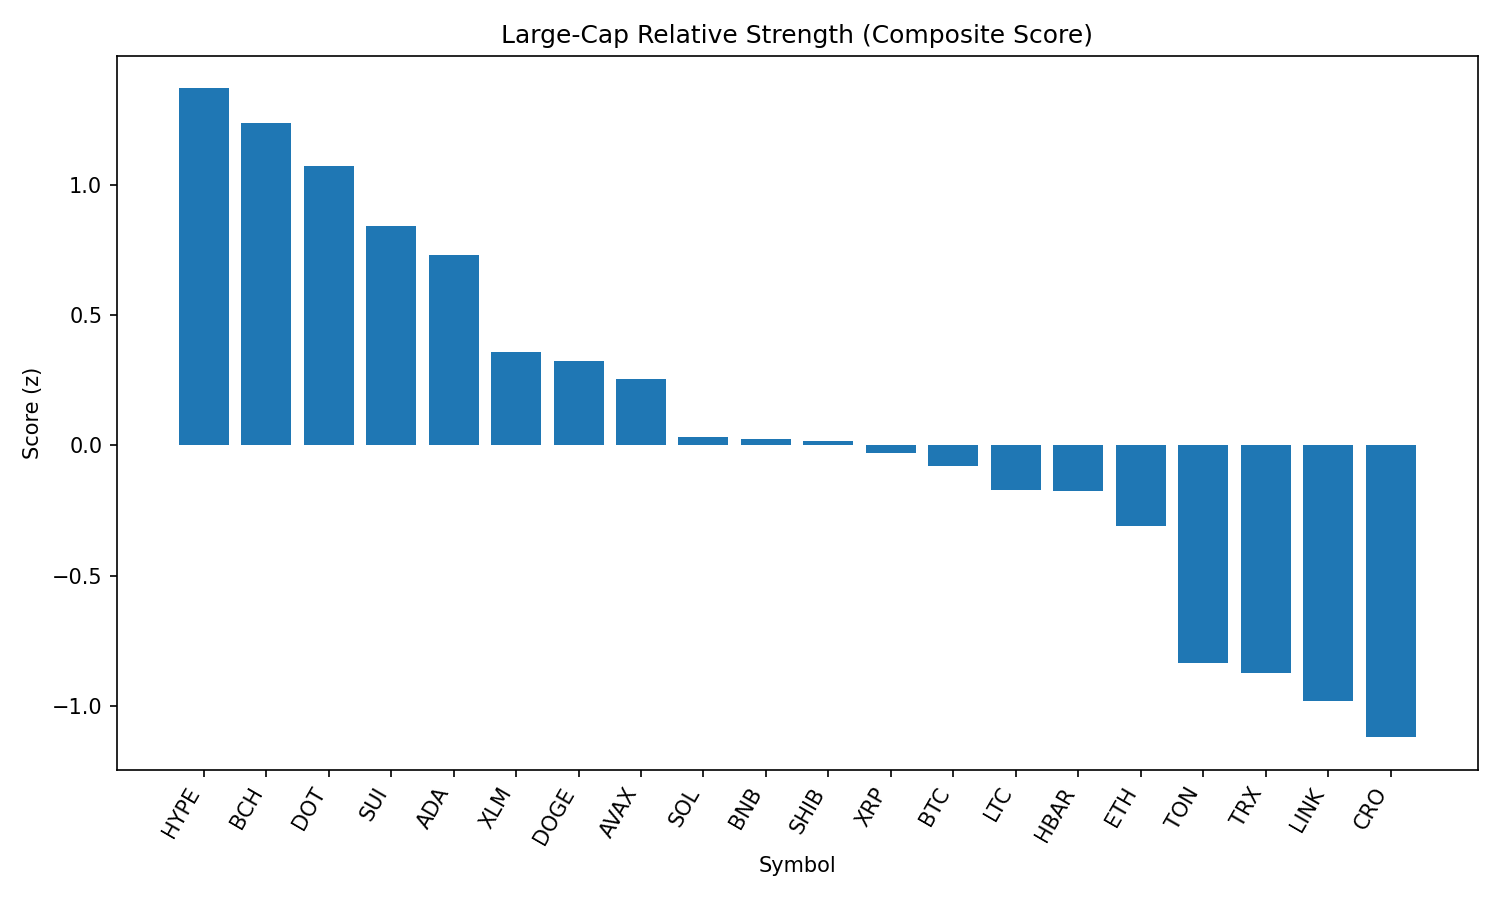 Large-Cap Relative Strength (Composite Score)
Score (z)
1.0
0.5
0.0
−0.5
−1.0
HYPE
BCH
DOT
SUI
ADA
XLM
DOGE
AVAX
SOL
BNB
SHIB
XRP
BTC
LTC
HBAR
ETH
TON
TRX
LINK
CRO
Symbol